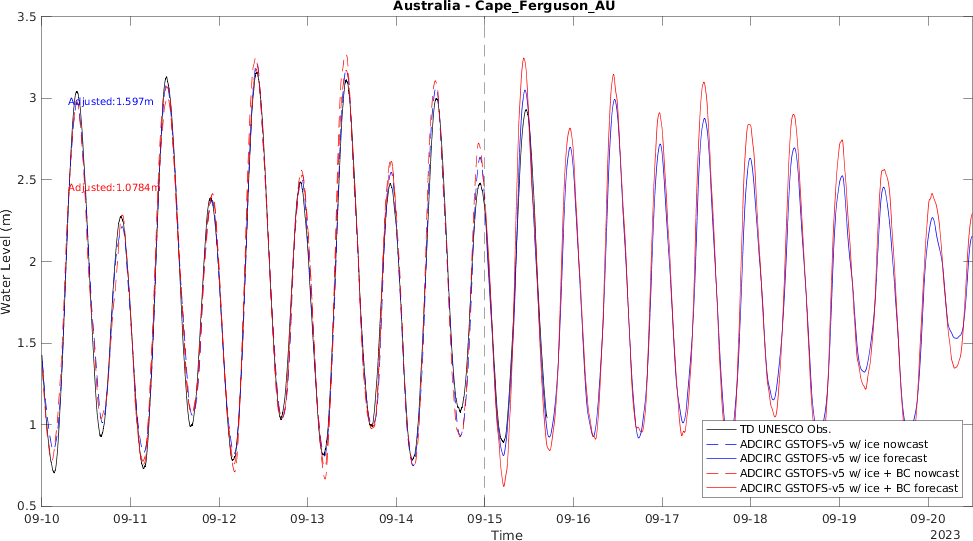 Australia - Cape_Ferguson_AU
3.5
3
2.5
2
1.5
1
0.5
Water Level (m)
Adjusted:1.597m
Adjusted:1.0784m
TD UNESCO Obs.
ADCIRC GSTOFS-v5 w/ ice nowcast
ADCIRC GSTOFS-v5 w/ ice forecast
ADCIRC GSTOFS-v5 w/ ice + BC nowcast
ADCIRC GSTOFS-v5 w/ ice + BC forecast
09-10 09-11 09-12 09-13 09-14 09-15 09-16 09-17 09-18 09-19 09-20
Time
2023